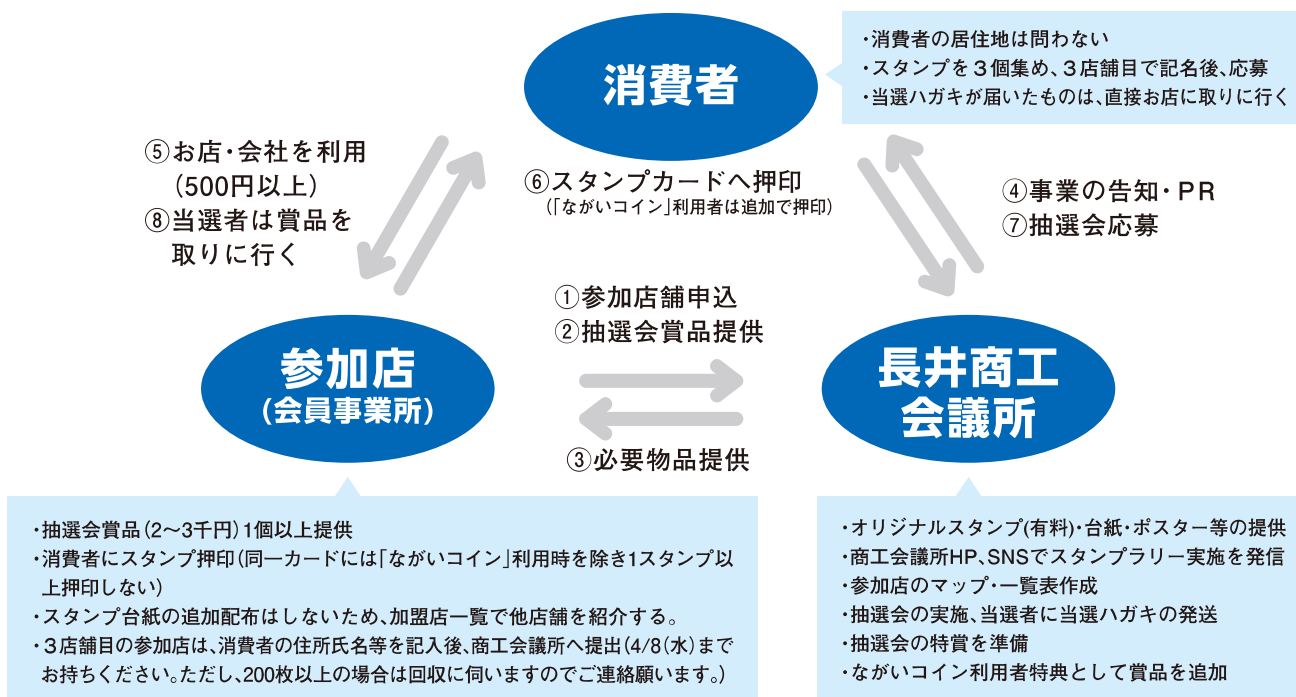 消費者
・消費者の居住地は問わない
・スタンプを3個集め、3店舗目で記名後、応募
・当選ハガキが届いたものは、直接お店に取りに行く
⑤お店・会社を利用
(500円以上)
⑧当選者は賞品を
取りに行く
⑥スタンプカードへ押印
(「ながいコイン」利用者は追加で押印)
④事業の告知・PR
⑦抽選会応募
①参加店舗申込
②抽選会賞品提供
参加店
(会員事業所)
長井商工
会議所
③必要物品提供
・抽選会賞品(2〜3千円)1個以上提供
・消費者にスタンプ押印(同一カードには「ながいコイン」利用時を除き1スタンプ以
上押印しない)
・スタンプ台紙の追加配布はしないため、加盟店一覧で他店舗を紹介する。
・3店舗目の参加店は、消費者の住所氏名等を記入後、商工会議所へ提出(4/8(水)まで
お持ちください。ただし、200枚以上の場合は回収に伺いますのでご連絡願います。)
・オリジナルスタンプ(有料)・台紙・ポスター等の提供
・商工会議所HP、SNSでスタンプラリー実施を発信
・参加店のマップ・一覧表作成
・抽選会の実施、当選者に当選ハガキの発送
・抽選会の特賞を準備
・ながいコイン利用者特典として賞品を追加